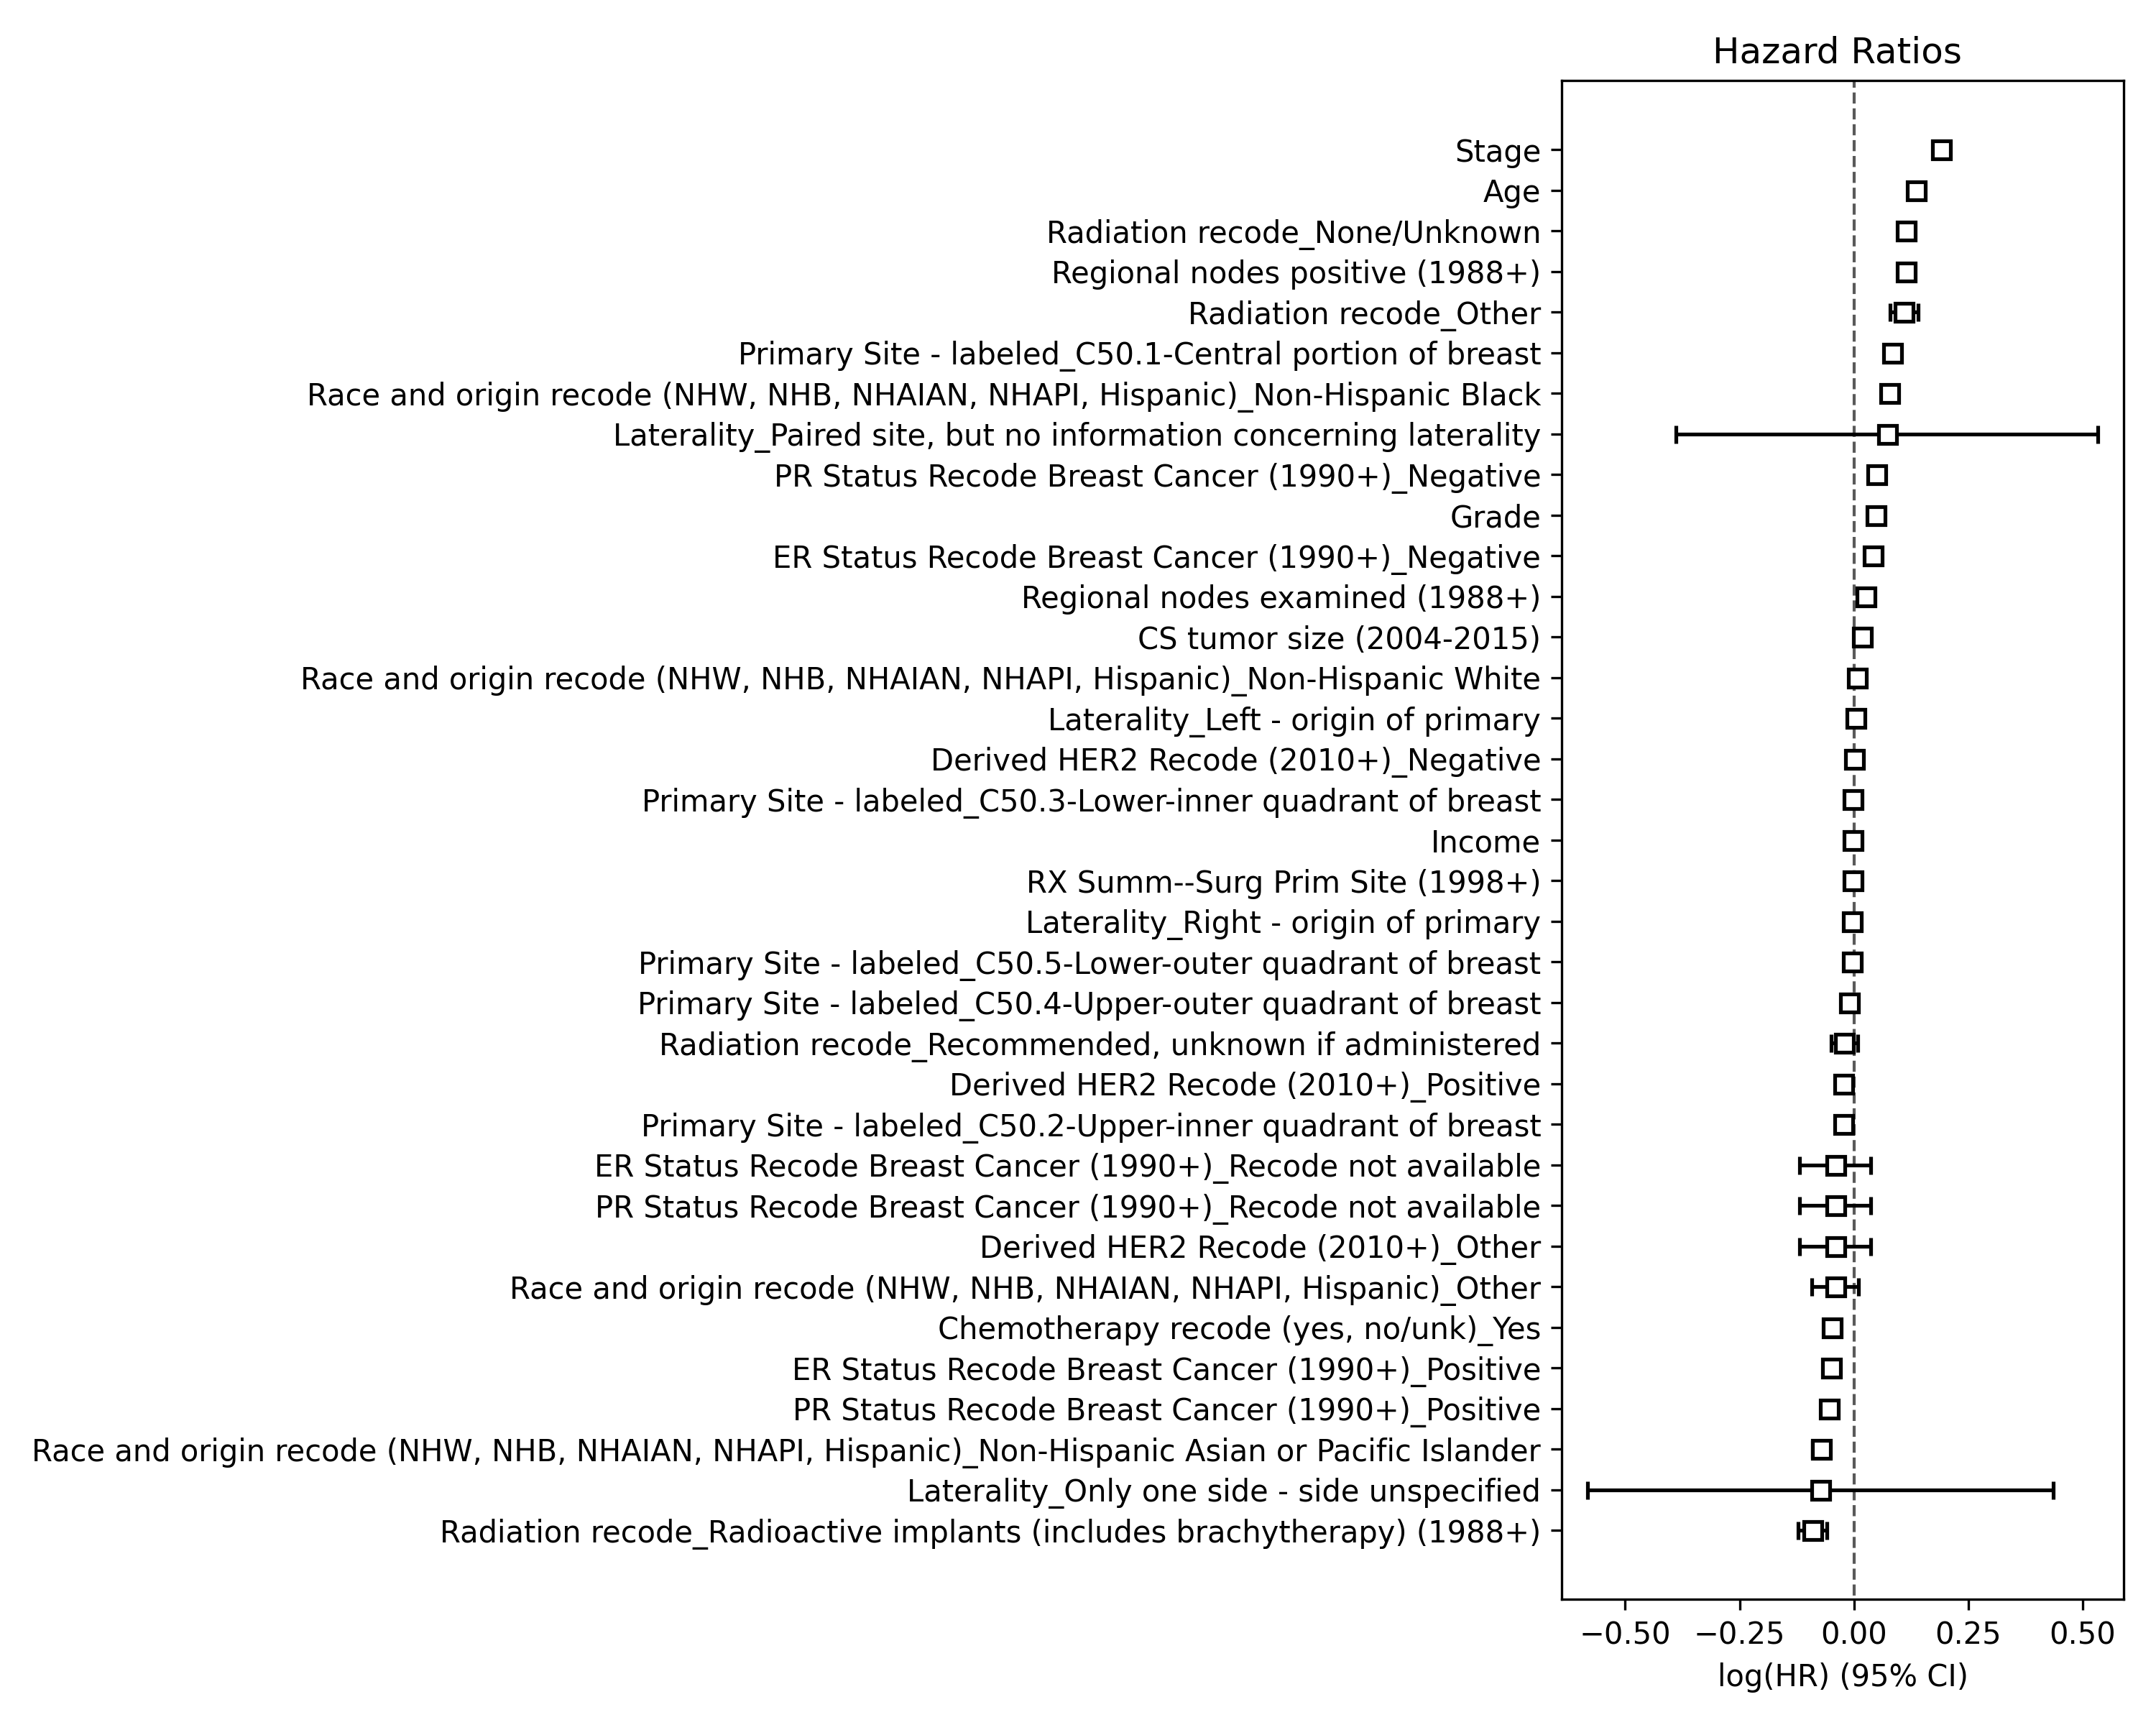 Hazard Ratios
Stage
Age
Radiation recode_None/Unknown
Regional nodes positive (1988+)
Radiation recode_Other
Primary Site - labeled_C50.1-Central portion of breast
Race and origin recode (NHW, NHB, NHAIAN, NHAPI, Hispanic)_Non-Hispanic Black
Laterality_Paired site, but no information concerning laterality
PR Status Recode Breast Cancer (1990+)_Negative
Grade
ER Status Recode Breast Cancer (1990+)_Negative
Regional nodes examined (1988+)
CS tumor size (2004-2015)
Race and origin recode (NHW, NHB, NHAIAN, NHAPI, Hispanic)_Non-Hispanic White
Laterality_Left - origin of primary
Derived HER2 Recode (2010+)_Negative
Primary Site - labeled_C50.3-Lower-inner quadrant of breast
Income
RX Summ--Surg Prim Site (1998+)
Laterality_Right - origin of primary
Primary Site - labeled_C50.5-Lower-outer quadrant of breast
Primary Site - labeled_C50.4-Upper-outer quadrant of breast
Radiation recode_Recommended, unknown if administered
Derived HER2 Recode (2010+)_Positive
Primary Site - labeled_C50.2-Upper-inner quadrant of breast
ER Status Recode Breast Cancer (1990+)_Recode not available
PR Status Recode Breast Cancer (1990+)_Recode not available
Derived HER2 Recode (2010+)_Other
Race and origin recode (NHW, NHB, NHAIAN, NHAPI, Hispanic)_Other
Chemotherapy recode (yes, no/unk)_Yes
ER Status Recode Breast Cancer (1990+)_Positive
PR Status Recode Breast Cancer (1990+)_Positive
Race and origin recode (NHW, NHB, NHAIAN, NHAPI, Hispanic)_Non-Hispanic Asian or Pacific Islander
Laterality_Only one side - side unspecified
Radiation recode_Radioactive implants (includes brachytherapy) (1988+)
−0.50 −0.25 0.00 0.25 0.50
log(HR) (95% CI)